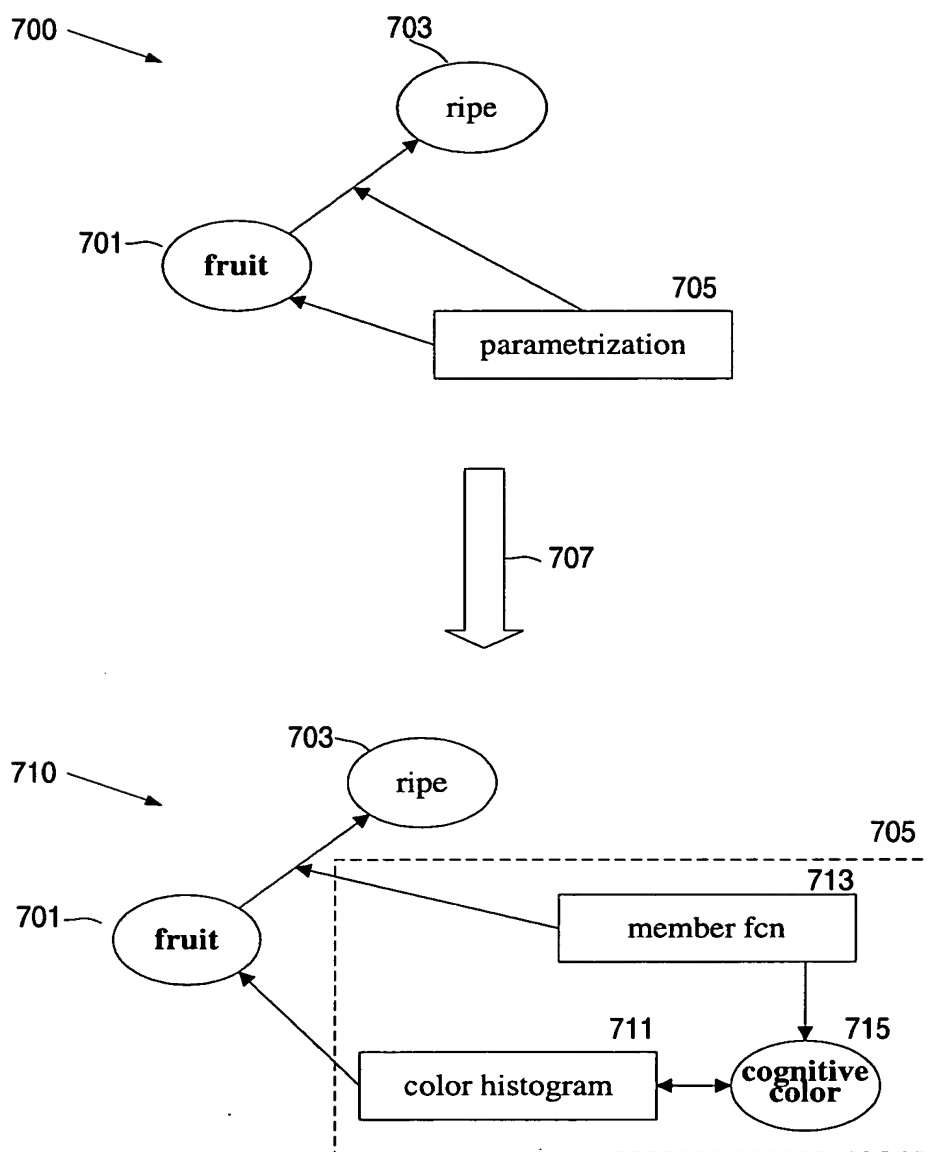 700
703
ripe
701
fruit
705
parametrization
707
703
710
ripe
705
713
701
fruit
member fcn
711
715
color histogram
cognitive
color